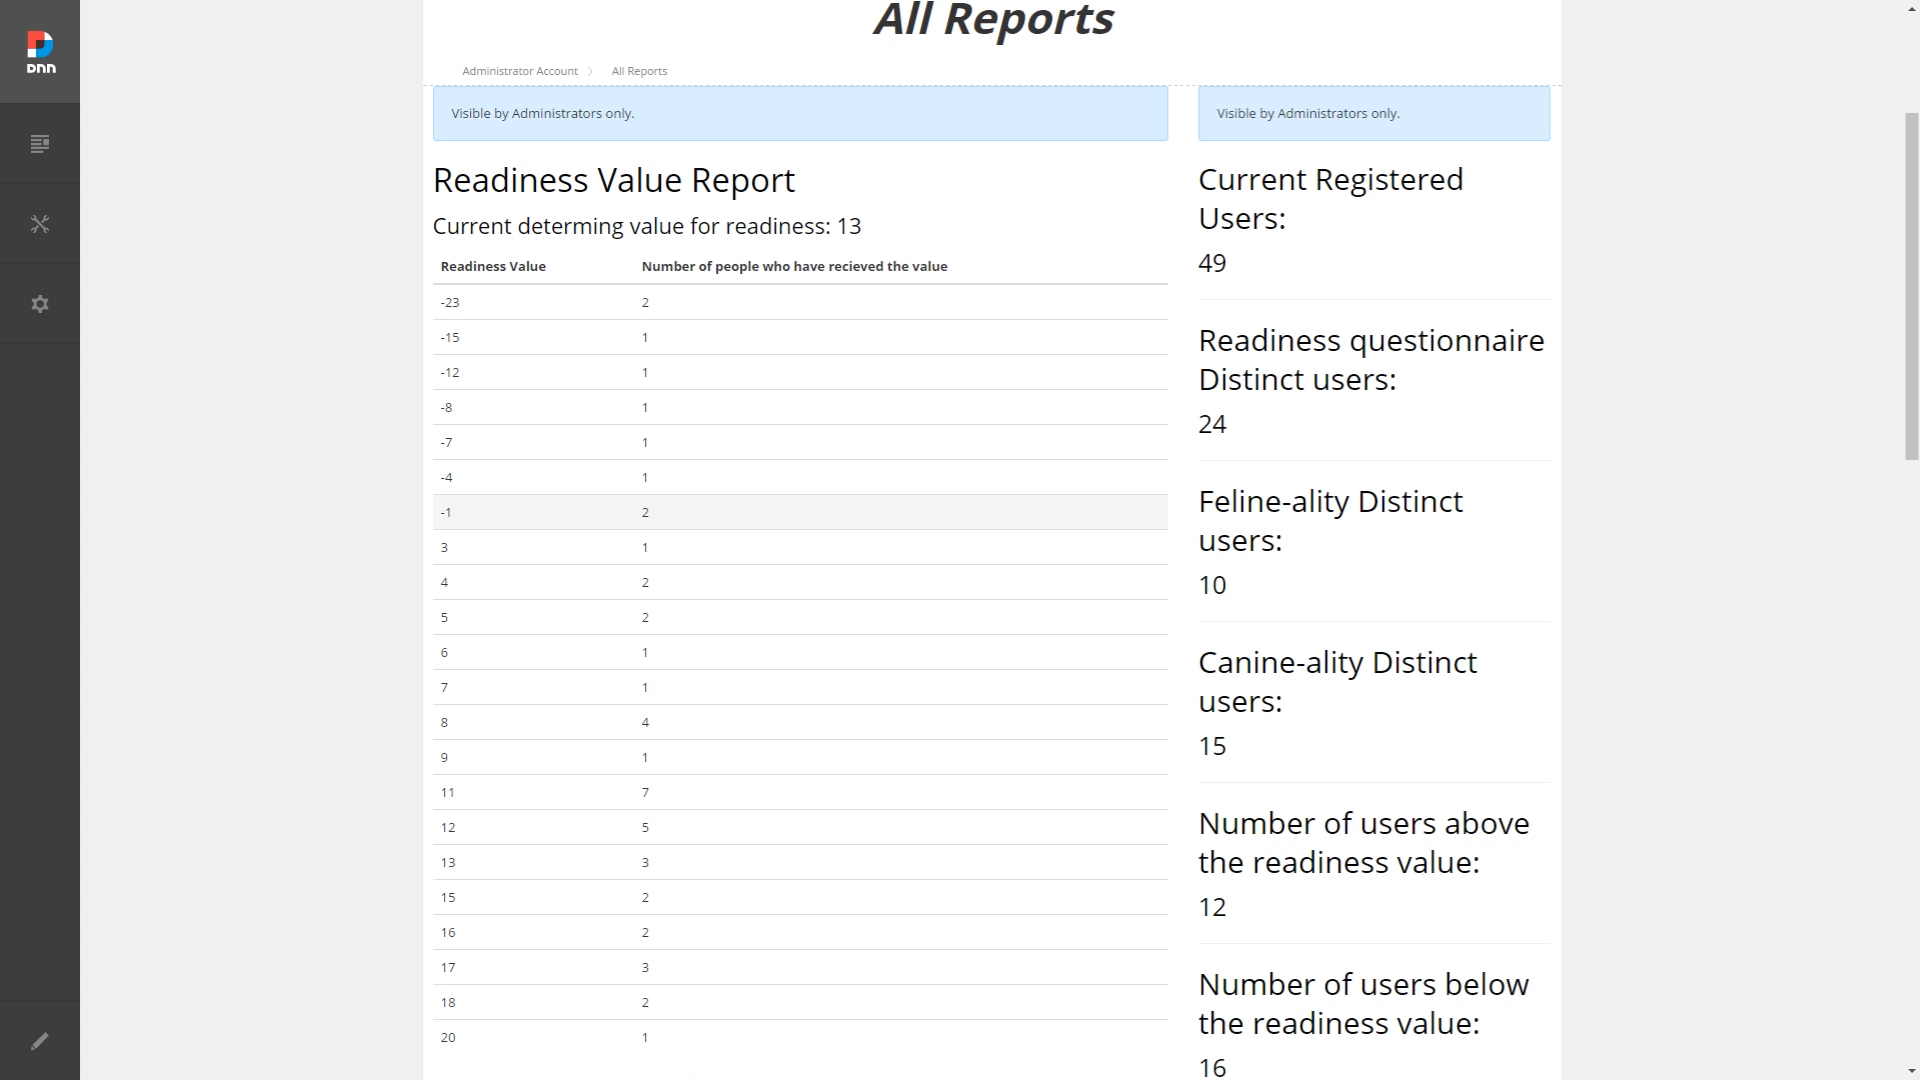 All Reports
DNN
Administrator Account
All Reports
Visible by Administrators only.
Readiness Value Report
Current determing value for readiness: 13
Readiness Value Number of people who have recieved the value
-23 2
-15 1
-12 1
-8 1
-7 1
-4 1
-1 2
3 1
4 2
5 2
6 1
7 1
8 4
9 1
11 7
12 5
13 3
15 2
16 2
17 3
18 2
20 1
Visible by Administrators only.
Current Registered
Users:
49
Readiness questionnaire
Distinct users:
24
Feline-ality Distinct
users:
10
Canine-ality Distinct
users:
15
Number of users above
the readiness value:
12
Number of users below
the readiness value:
16